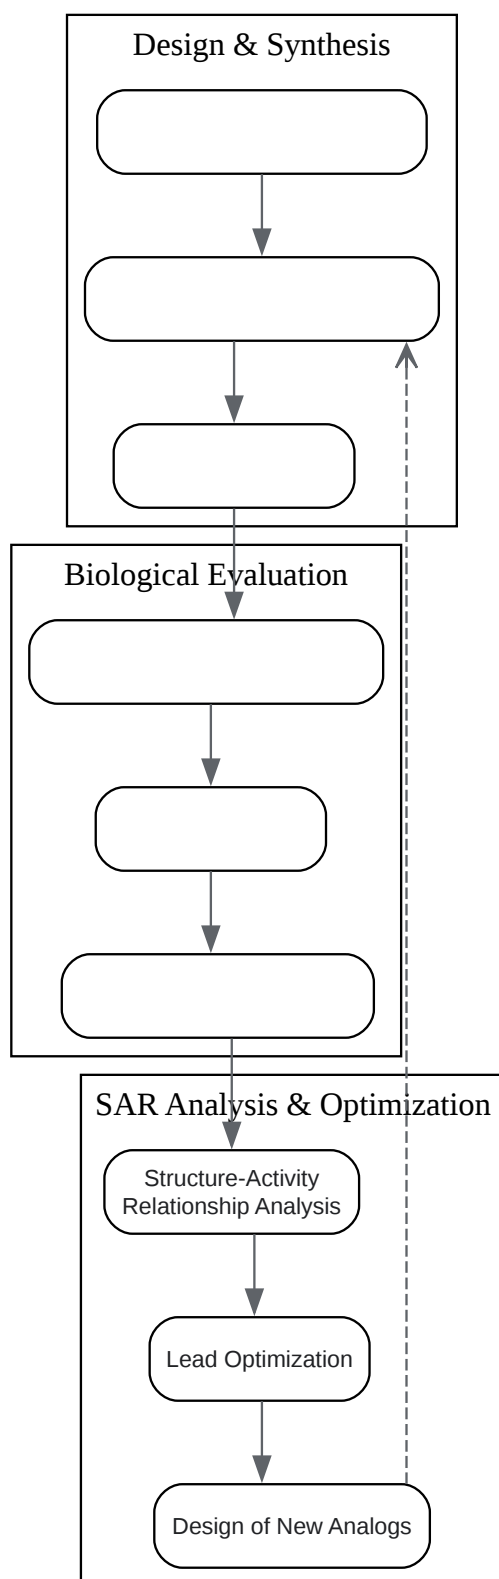 Design & Synthesis
Biological Evaluation
SAR Analysis & Optimization
Structure-Activity
Relationship Analysis
Lead Optimization
Design of New Analogs